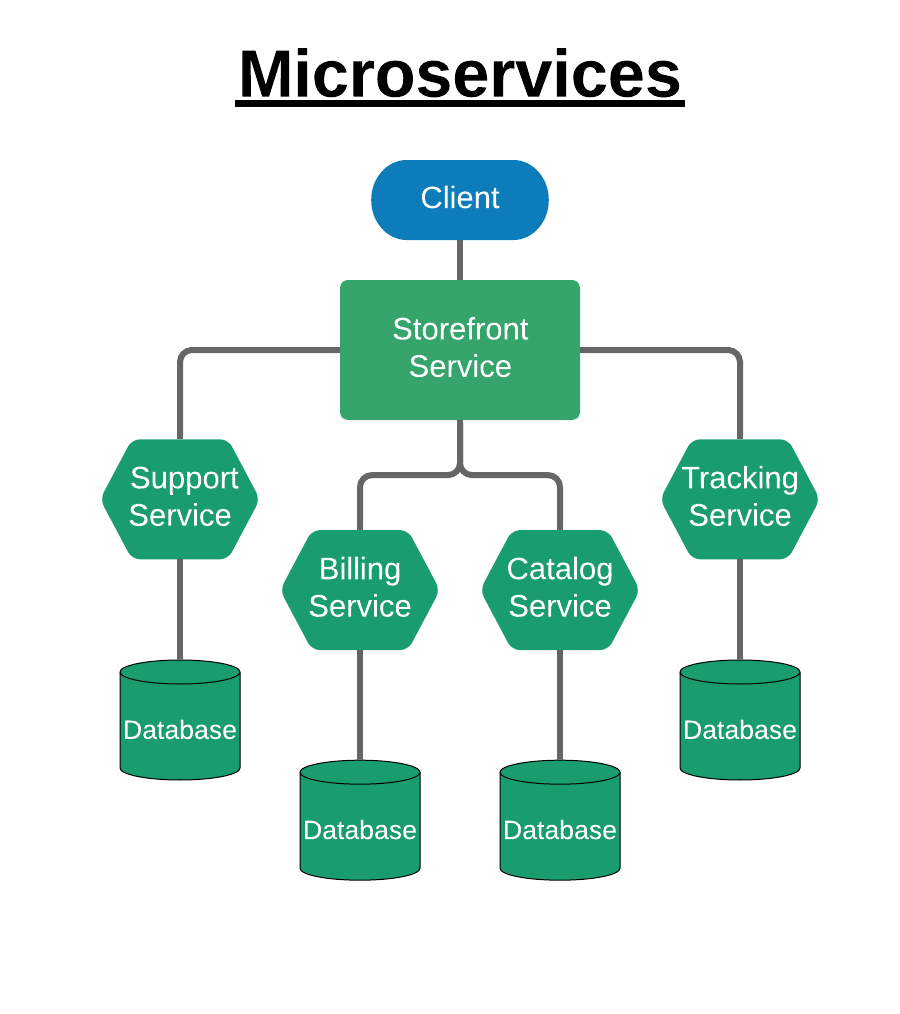 Microservices
Client
Storefront
Service
Support
Service
Tracking
Service
Billing
Service
Catalog
Service
Database
Database
Database
Database